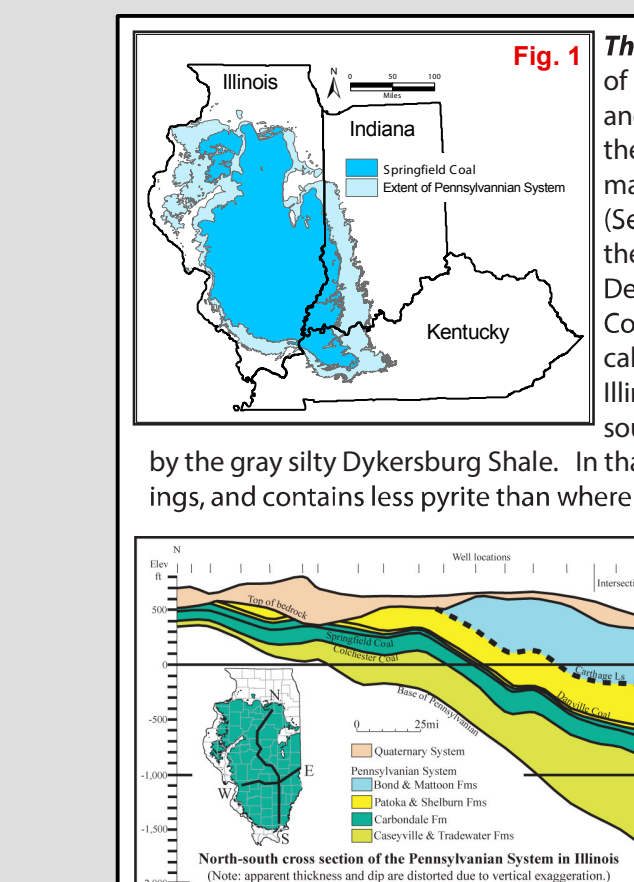 Fig. 1
Illinois
N
0 50 100
Miles
Indiana
Springfield Coal
Extent of Pennsylvannian System
Kentucky
Th
of
and
the
ma
(Se
the
De
Co
cal
Illin
sou
by the gray silty Dykersburg Shale. In tha
ings, and contains less pyrite than where
N
Elev
ft
Well locations
Intersecti
500
0
-500
-1,000
-1,500
-2,000
Top of bedrock
Springfield Coal
Colchester Coal
Base of Pennsylvanian
Carthage Ls
Danville Coal
N
E
W
S
0 25mi
Quaternary System
Pennsylvanian System
Bond & Mattoon Fms
Patoka & Shelburn Fms
Carbondale Fm
Caseyville & Tradewater Fms
North-south cross section of the Pennsylvanian System in Illinois
(Note: apparent thickness and dip are distorted due to vertical exaggeration.)